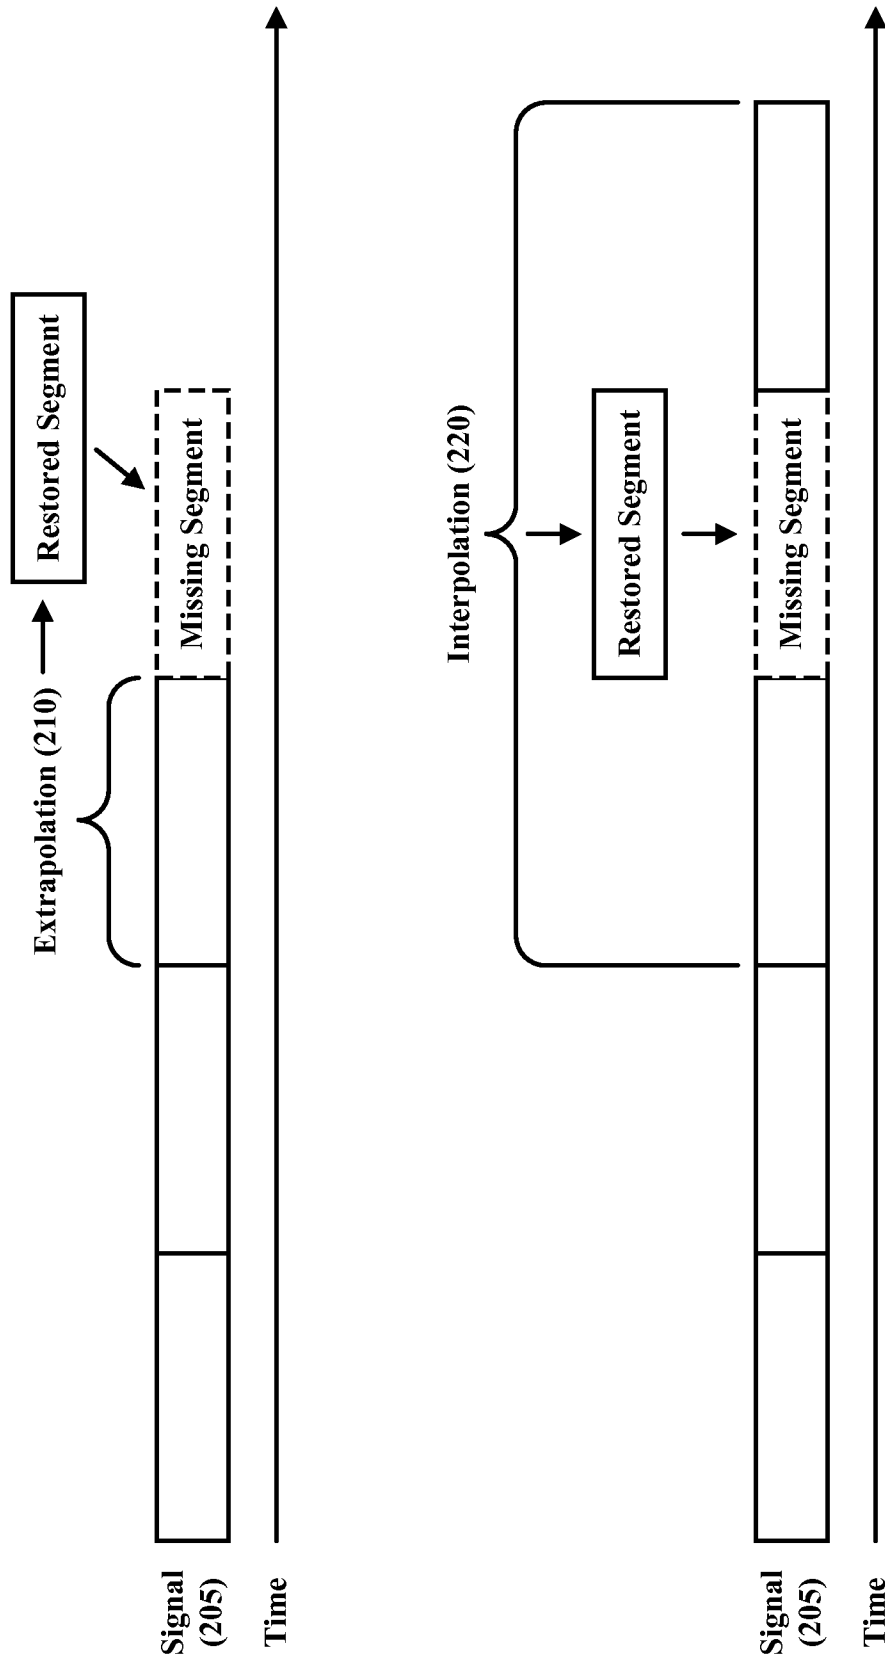 Extrapolation (210)
Restored Segment
Signal
(205)
Missing Segment
Time
Interpolation (220)
Restored Segment
Signal
(205)
Missing Segment
Time